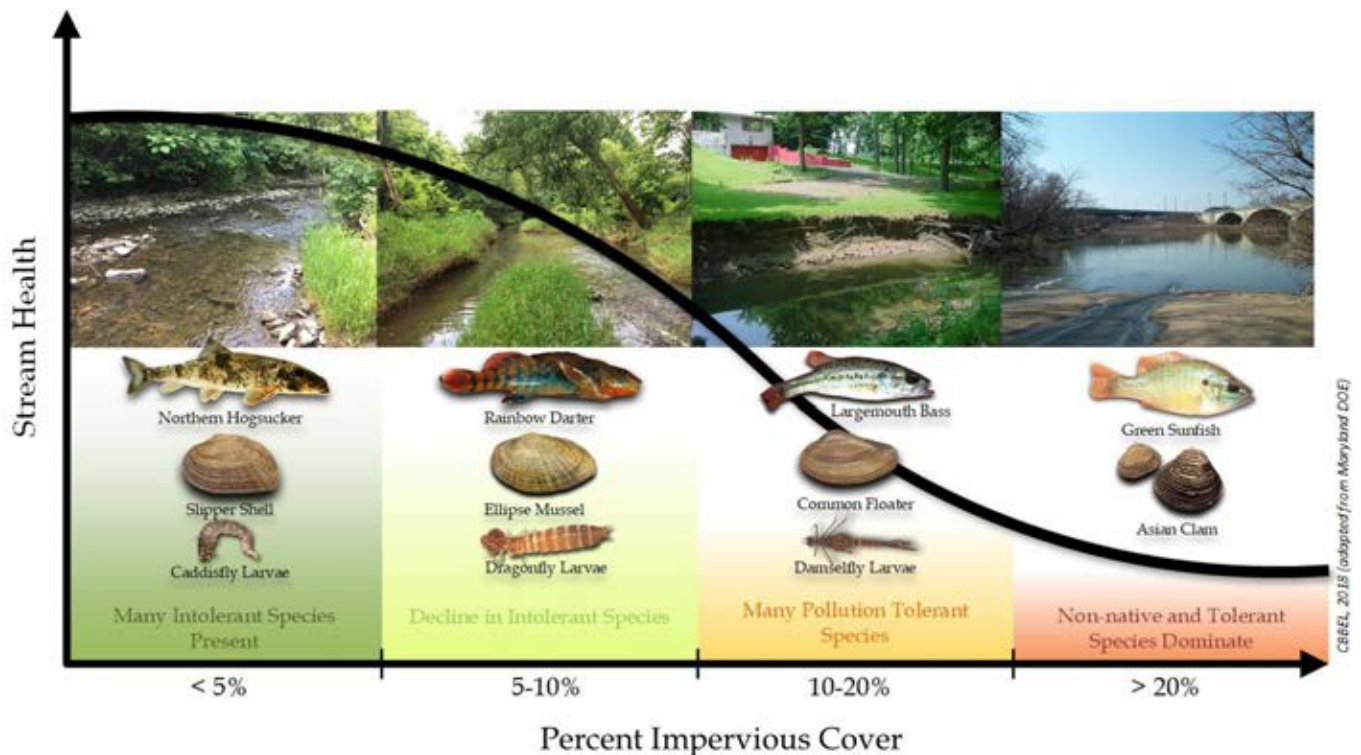 Stream Health
Northern Hogsucker
Slipper Shell
Caddisfly Larvae
Many Intolerant Species
Present
Rainbow Darter
Ellipse Mussel
Dragonfly Larvae
Decline in Intolerant Species
Largemouth Bass
Common Floater
Damselfly Larvae
Many Pollution Tolerant
Species
Green Sunfish
Asian Clam
Non-native and Tolerant
Species Dominate
< 5%
5-10%
10-20%
> 20%
Percent Impervious Cover
CBBEL, 2018 (adapted from Maryland DOE)